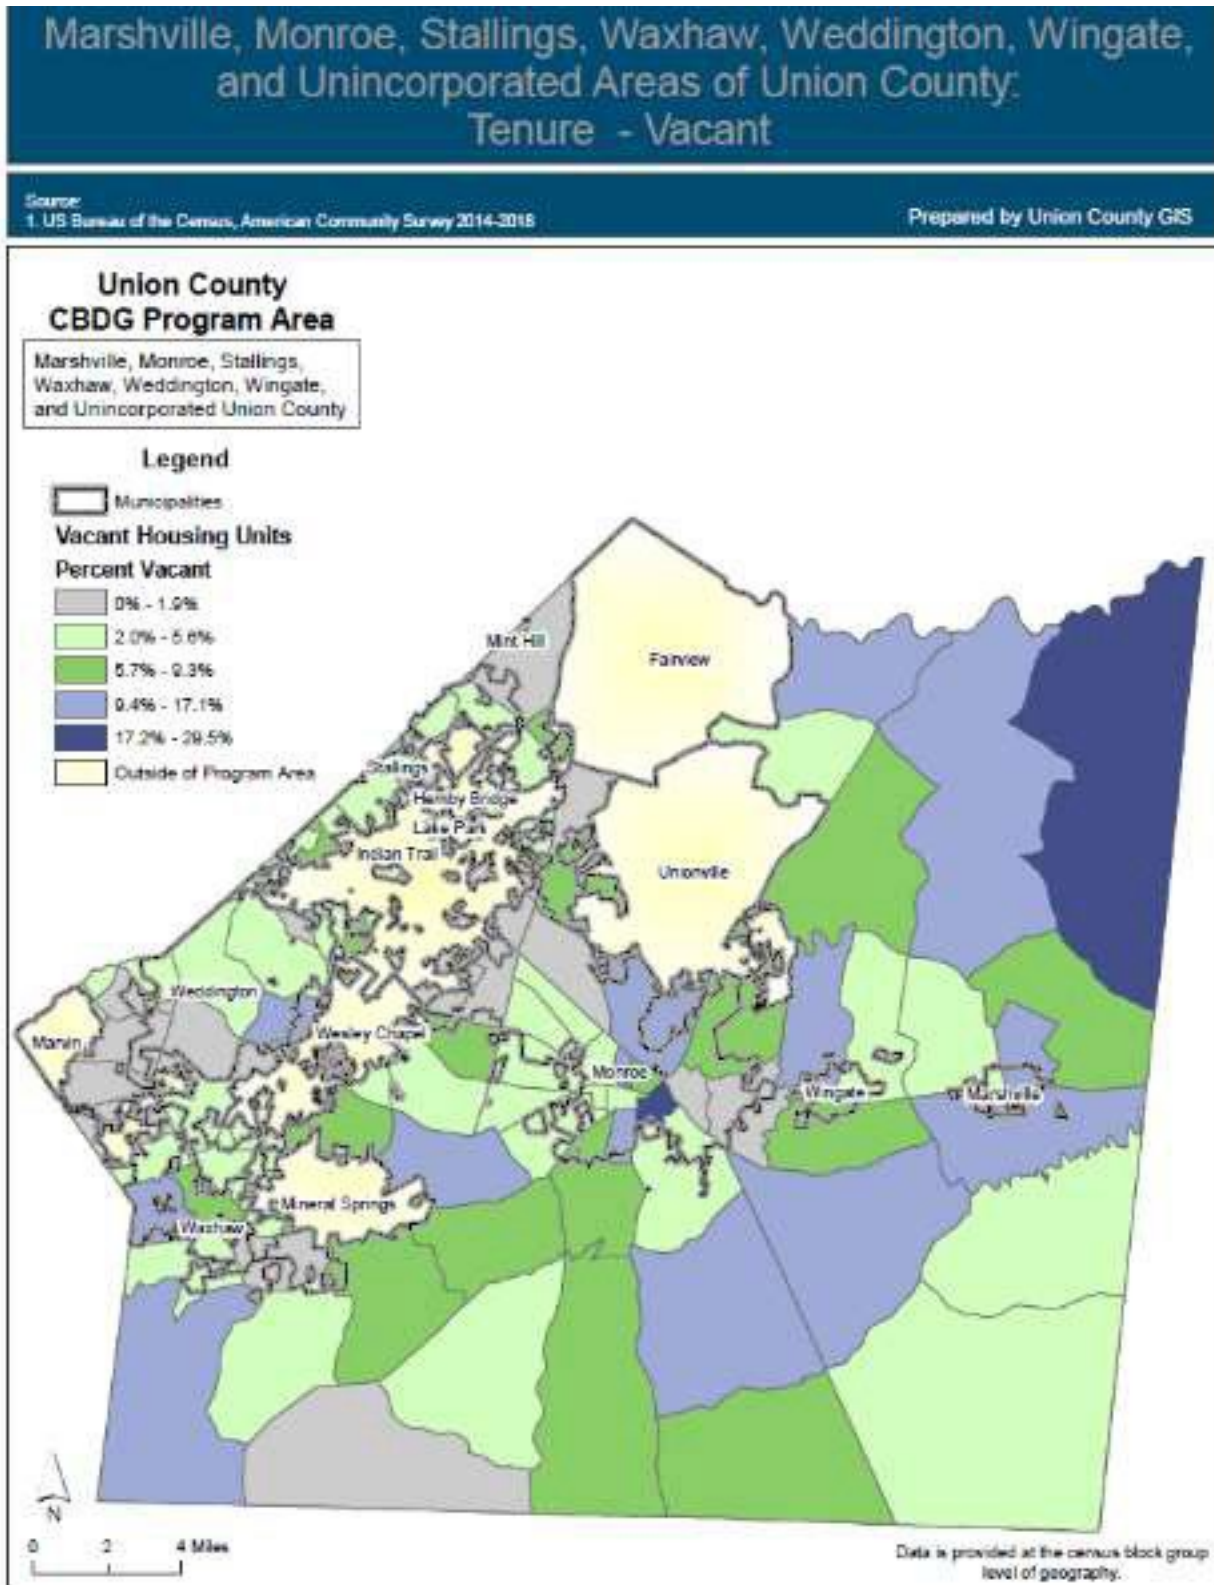 Marshville, Monroe, Stallings, Waxhaw, Weddington, Wingate,
and Unincorporated Areas of Union County:
Tenure - Vacant
Source:
1. US Bureau of the Census, American Community Survey 2014-2018
Prepared by Union County GIS
Union County
CBDG Program Area
Marshville, Monroe, Stallings,
Waxhaw, Weddington, Wingate,
and Unincorporated Union County
Legend
Municipalities
Vacant Housing Units
Percent Vacant
0% - 1.9%
2.0% - 5.6%
5.7% - 9.3%
9.4% - 17.1%
17.2% - 29.5%
Outside of Program Area
Mint Hill
Fairview
Stallings
Hemby Bridge
Lake Park
Indian Trail
Unionville
Weddington
Wesley Chapel
Marvin
Monroe
Wingate
Marshville
Mineral Springs
Waxhaw
N
0 2 4 Miles
Data is provided at the census block group
level of geography.